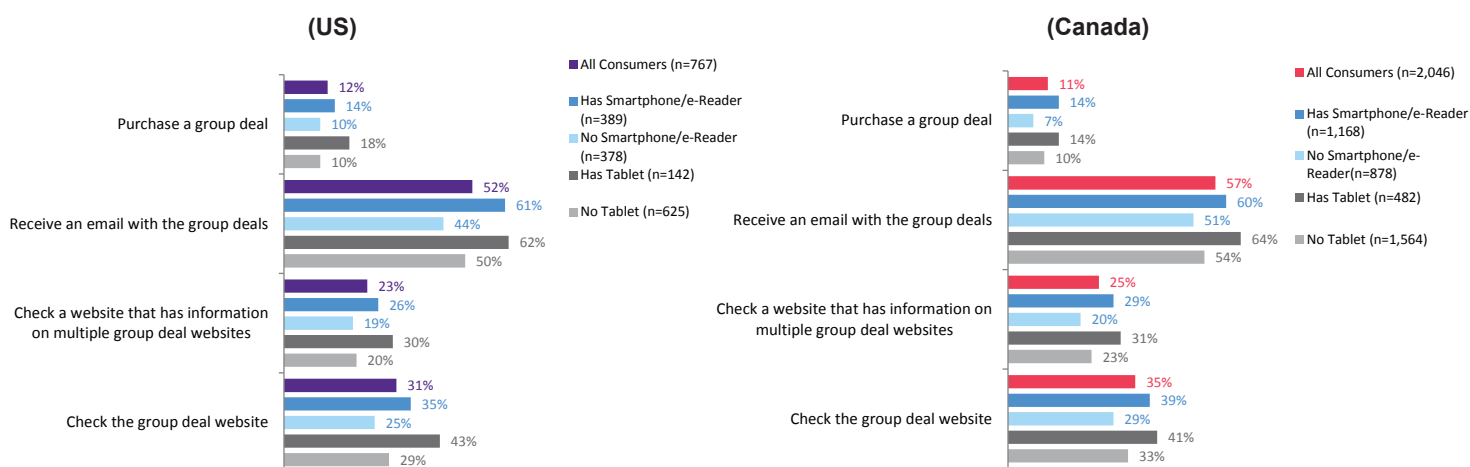 (US)
All Consumers (n=767)
Has Smartphone/e-Reader
(n=389)
No Smartphone/e-Reader
(n=378)
Has Tablet (n=142)
No Tablet (n=625)
Purchase a group deal
12%
14%
10%
18%
10%
Receive an email with the group deals
52%
61%
44%
62%
50%
Check a website that has information
on multiple group deal websites
23%
26%
19%
30%
20%
Check the group deal website
31%
35%
25%
43%
29%
(Canada)
All Consumers (n=2,046)
Has Smartphone/e-Reader
(n=1,168)
No Smartphone/e-
Reader(n=878)
Has Tablet (n=482)
No Tablet (n=1,564)
Purchase a group deal
11%
14%
7%
14%
10%
Receive an email with the group deals
57%
60%
51%
64%
54%
Check a website that has information on
multiple group deal websites
25%
29%
20%
31%
23%
Check the group deal website
35%
39%
29%
41%
33%